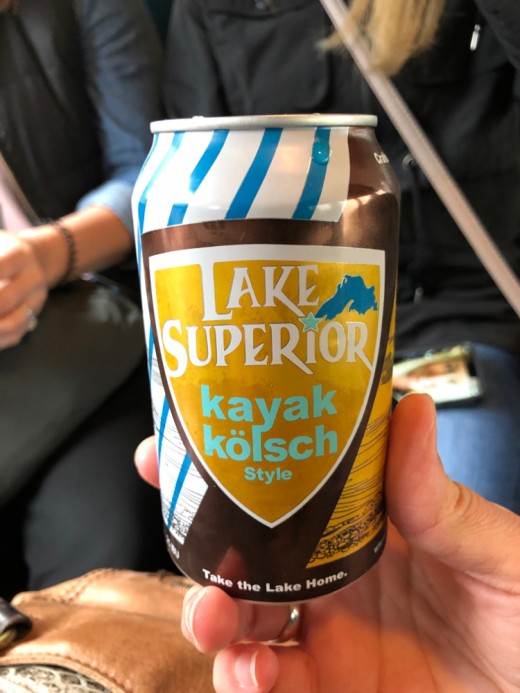 LAKE
SUPERIOR
kayak
kölsch
Style
Take the Lake Home.